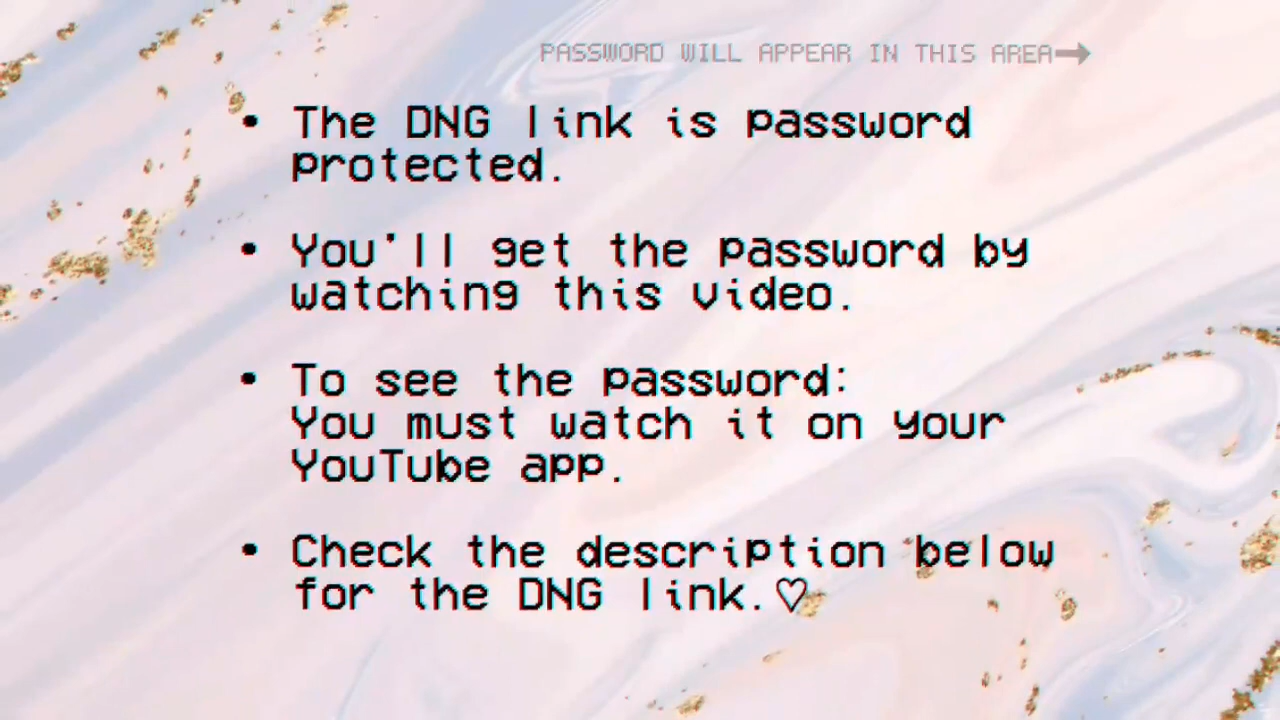 PASSWORD WILL APPEAR IN THIS AREA→
• The DNG link is password
protected.
• You'll get the password by
watching this video.
• To see the password:
You must watch it on your
YouTube app.
• Check the description below
for the DNG link.♡